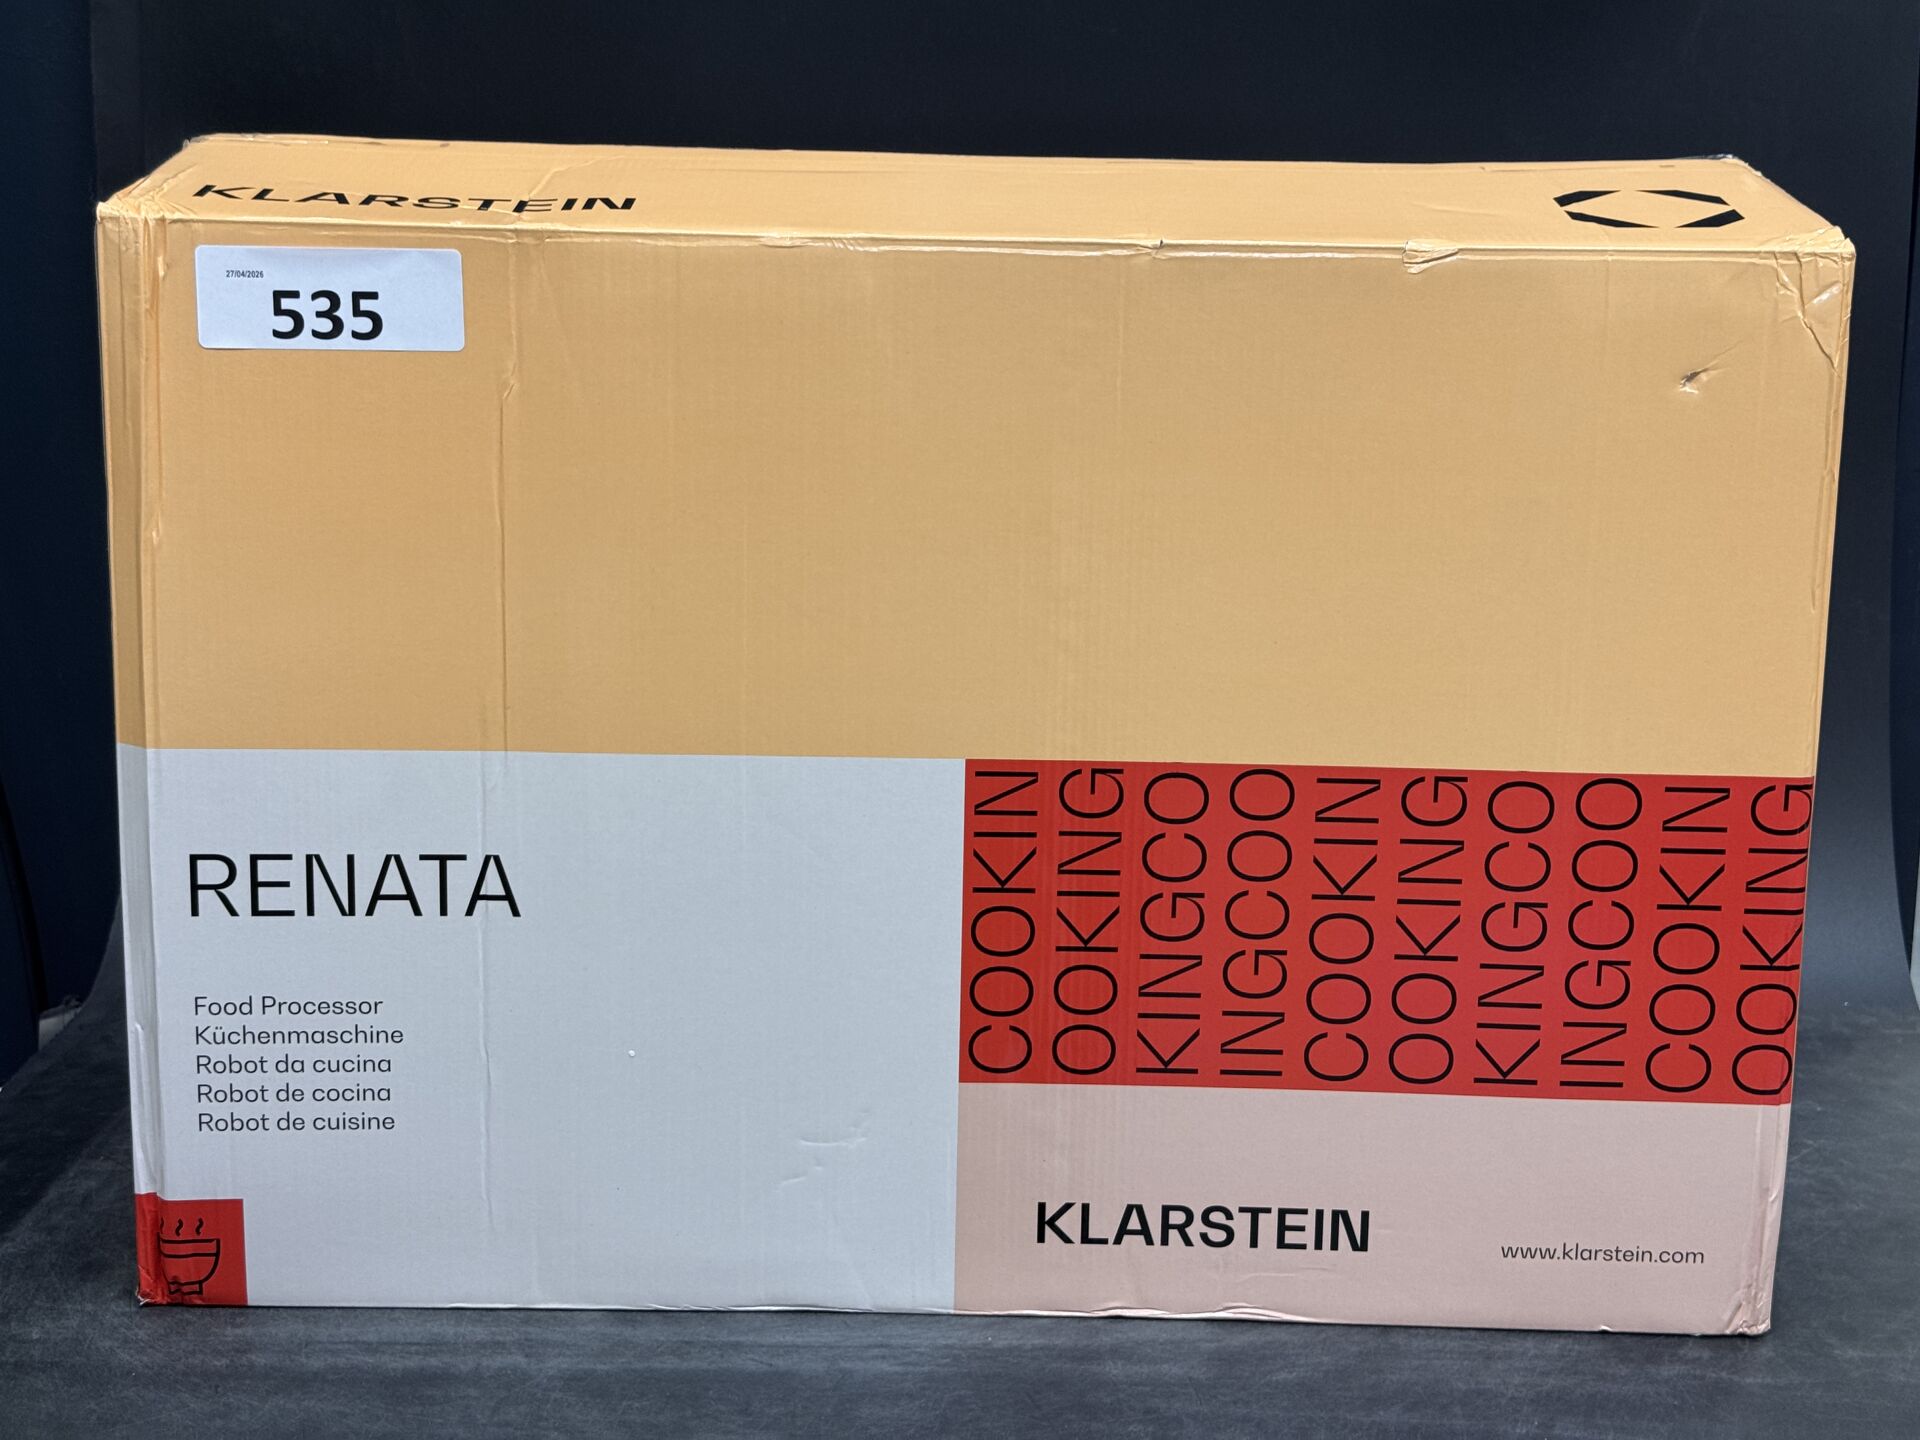 KLARSTEIN
27/04/2026
535
RENATA
Food Processor
Küchenmaschine
Robot da cucina
Robot de cocina
Robot de cuisine
COOKIN
OOKING
KINGCO
INGCOO
COOKIN
OOKING
KINGCO
INGCOO
COOKIN
OOKING
KLARSTEIN
www.klarstein.com